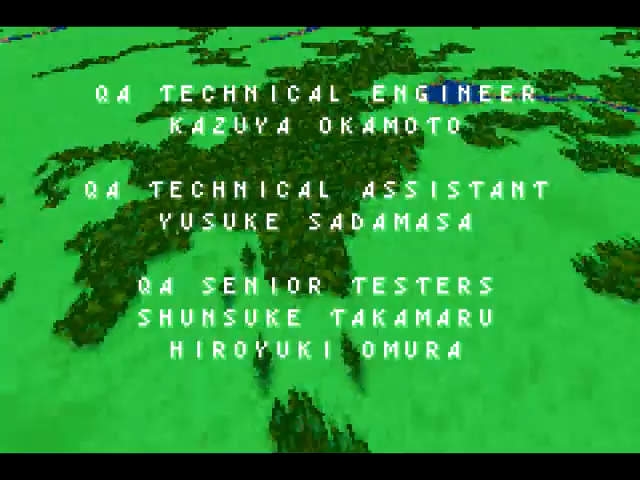 QA TECHNICAL ENGINEER
KAZUYA OKAMOTO
QA TECHNICAL ASSISTANT
YUSUKE SADAMASA
QA SENIOR TESTERS
SHUNSUKE TAKAMARU
HIROYUKI OMURA